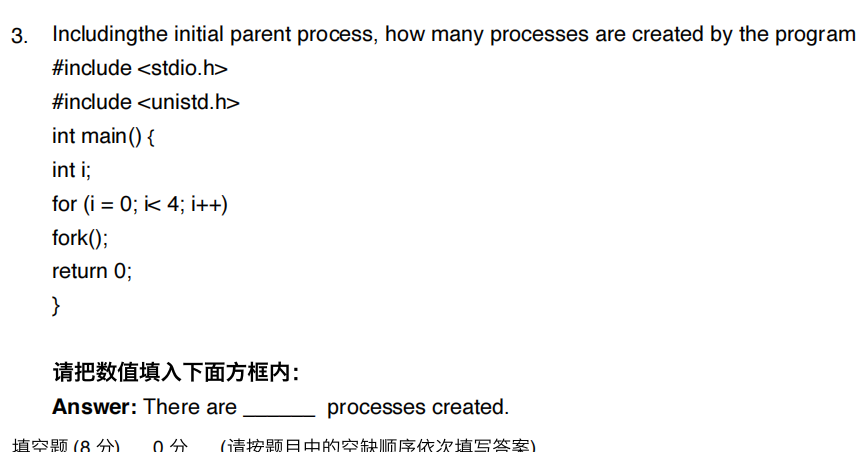 3. Includingthe initial parent process, how many processes are created by the program
#include <stdio.h>
#include <unistd.h>
int main() {
int i;
for (i = 0; i< 4; i++)
fork();
return 0;
}
请把数值填入下面方框内：
Answer: There are _______ processes created.
填空题 (8 分) 0 分 (请按题目中的空缺顺序依次填写答案)